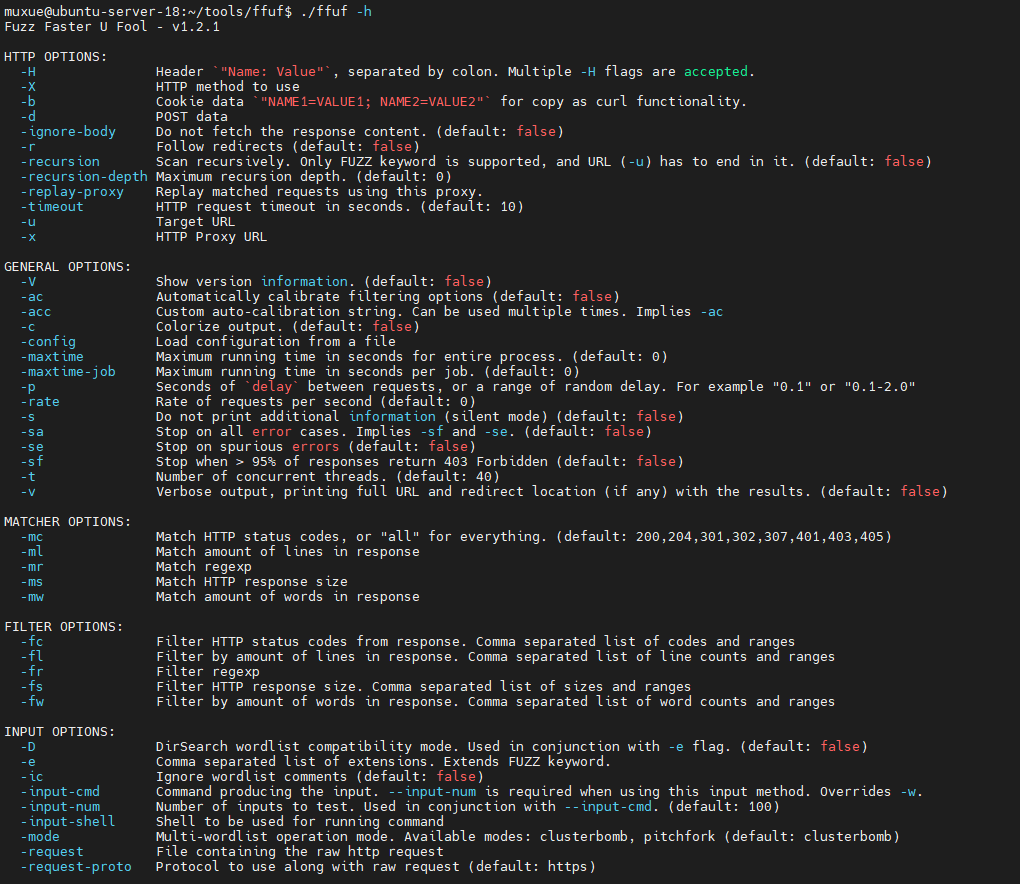 muxue@ubuntu-server-18:~/tools/ffuf$ ./ffuf -h
Fuzz Faster U Fool - v1.2.1

HTTP OPTIONS:
  -H               Header `"Name: Value"`, separated by colon. Multiple -H flags are accepted.
  -X               HTTP method to use
  -b               Cookie data `"NAME1=VALUE1; NAME2=VALUE2"` for copy as curl functionality.
  -d               POST data
  -ignore-body     Do not fetch the response content. (default: false)
  -r               Follow redirects (default: false)
  -recursion       Scan recursively. Only FUZZ keyword is supported, and URL (-u) has to end in it. (default: false)
  -recursion-depth Maximum recursion depth. (default: 0)
  -replay-proxy    Replay matched requests using this proxy.
  -timeout         HTTP request timeout in seconds. (default: 10)
  -u               Target URL
  -x               HTTP Proxy URL

GENERAL OPTIONS:
  -V               Show version information. (default: false)
  -ac              Automatically calibrate filtering options (default: false)
  -acc             Custom auto-calibration string. Can be used multiple times. Implies -ac
  -c               Colorize output. (default: false)
  -config          Load configuration from a file
  -maxtime         Maximum running time in seconds for entire process. (default: 0)
  -maxtime-job     Maximum running time in seconds per job. (default: 0)
  -p               Seconds of `delay` between requests, or a range of random delay. For example "0.1" or "0.1-2.0"
  -rate            Rate of requests per second (default: 0)
  -s               Do not print additional information (silent mode) (default: false)
  -sa              Stop on all error cases. Implies -sf and -se. (default: false)
  -se              Stop on spurious errors (default: false)
  -sf              Stop when > 95% of responses return 403 Forbidden (default: false)
  -t               Number of concurrent threads. (default: 40)
  -v               Verbose output, printing full URL and redirect location (if any) with the results. (default: false)

MATCHER OPTIONS:
  -mc              Match HTTP status codes, or "all" for everything. (default: 200,204,301,302,307,401,403,405)
  -ml              Match amount of lines in response
  -mr              Match regexp
  -ms              Match HTTP response size
  -mw              Match amount of words in response

FILTER OPTIONS:
  -fc              Filter HTTP status codes from response. Comma separated list of codes and ranges
  -fl              Filter by amount of lines in response. Comma separated list of line counts and ranges
  -fr              Filter regexp
  -fs              Filter HTTP response size. Comma separated list of sizes and ranges
  -fw              Filter by amount of words in response. Comma separated list of word counts and ranges

INPUT OPTIONS:
  -D               DirSearch wordlist compatibility mode. Used in conjunction with -e flag. (default: false)
  -e               Comma separated list of extensions. Extends FUZZ keyword.
  -ic              Ignore wordlist comments (default: false)
  -input-cmd       Command producing the input. --input-num is required when using this input method. Overrides -w.
  -input-num       Number of inputs to test. Used in conjunction with --input-cmd. (default: 100)
  -input-shell     Shell to be used for running command
  -mode            Multi-wordlist operation mode. Available modes: clusterbomb, pitchfork (default: clusterbomb)
  -request         File containing the raw http request
  -request-proto   Protocol to use along with raw request (default: https)